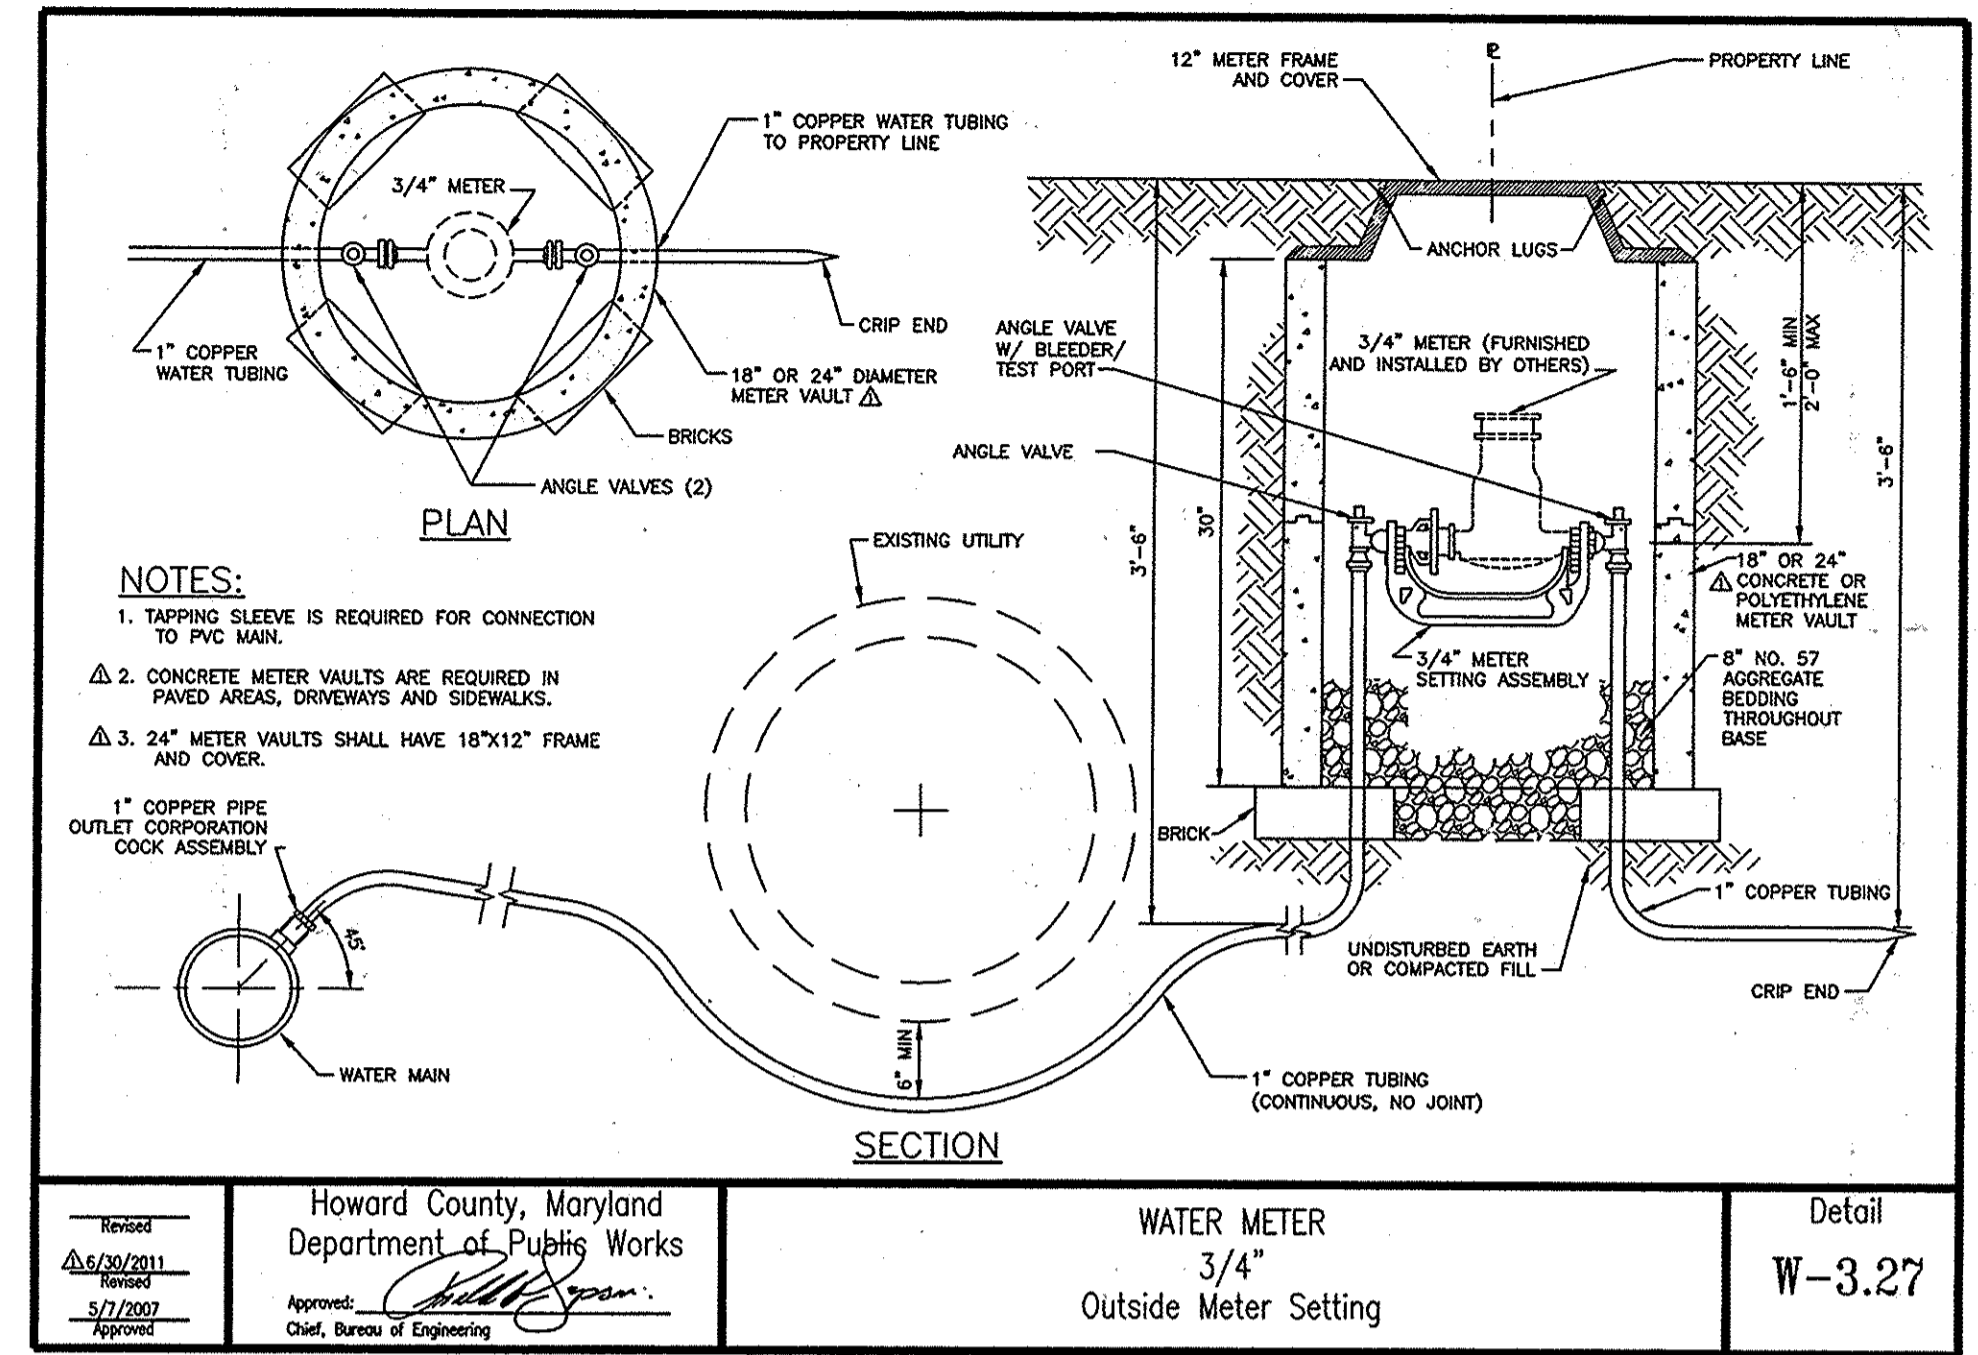 1" COPPER WATER TUBING
TO PROPERTY LINE
3/4" METER
CRIP END
1" COPPER
WATER TUBING
18" OR 24" DIAMETER
METER VAULT ⚠
BRICKS
ANGLE VALVES (2)
PLAN
NOTES:
1. TAPPING SLEEVE IS REQUIRED FOR CONNECTION
TO PVC MAIN.
⚠ 2. CONCRETE METER VAULTS ARE REQUIRED IN
PAVED AREAS, DRIVEWAYS AND SIDEWALKS.
⚠ 3. 24" METER VAULTS SHALL HAVE 18"X12" FRAME
AND COVER.
12" METER FRAME
AND COVER
PROPERTY LINE
ANCHOR LUGS
ANGLE VALVE
W/ BLEEDER/
TEST PORT
3/4" METER (FURNISHED
AND INSTALLED BY OTHERS)
1'-6" MIN
2'-0" MAX
ANGLE VALVE
3'-6"
30"
3'-6"
EXISTING UTILITY
18" OR 24"
⚠ CONCRETE OR
POLYETHYLENE
METER VAULT
3/4" METER
SETTING ASSEMBLY
8" NO. 57
AGGREGATE
BEDDING
THROUGHOUT
BASE
1" COPPER PIPE
OUTLET CORPORATION
COCK ASSEMBLY
BRICK
45°
1" COPPER TUBING
UNDISTURBED EARTH
OR COMPACTED FILL
CRIP END
WATER MAIN
6" MIN
1" COPPER TUBING
(CONTINUOUS, NO JOINT)
SECTION
Revised
⚠ 6/30/2011
Revised
5/7/2007
Approved
Howard County, Maryland
Department of Public Works
Approved:
Chief, Bureau of Engineering
WATER METER
3/4"
Outside Meter Setting
Detail
W-3.27